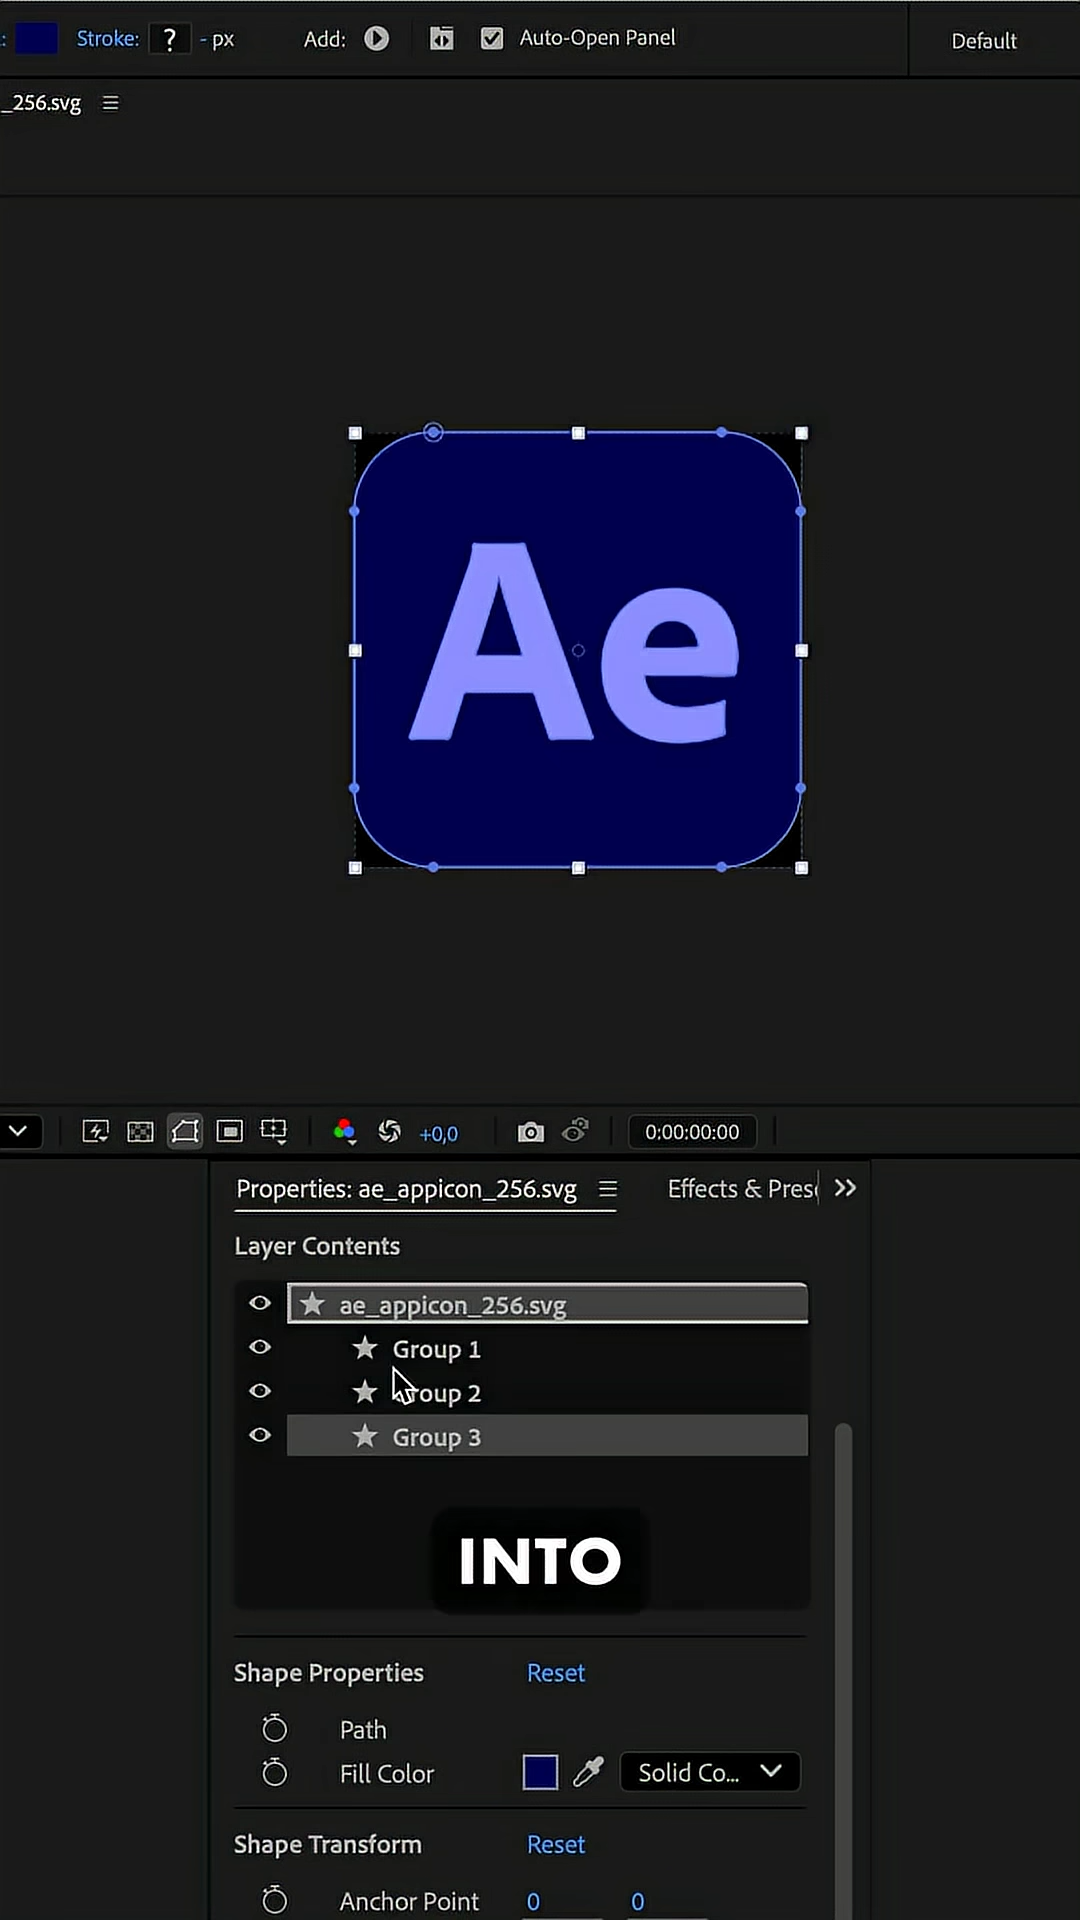 : Stroke: ? - px Add: Auto-Open Panel Default
_256.svg
Ae
+0,0 0:00:00:00
Properties: ae_appicon_256.svg Effects & Pres
Layer Contents
ae_appicon_256.svg
Group 1
Group 2
Group 3
INTO
Shape Properties Reset
Path
Fill Color Solid Co...
Shape Transform Reset
Anchor Point 0 0